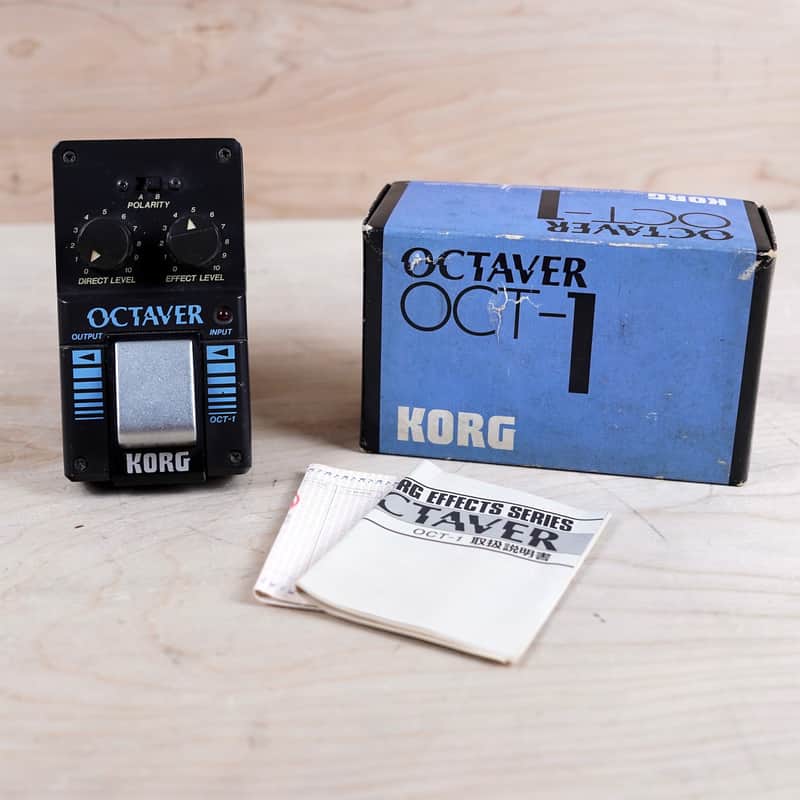 A B
POLARITY
0 1 2 3 4 5 6 7 8 9 10
0 1 2 3 4 5 6 7 8 9 10
DIRECT LEVEL
EFFECT LEVEL
OCTAVER
OUTPUT
INPUT
OCT-1
KORG
KORG
OCT-1
OCTAVER
OCTAVER
OCT-1
KORG
RG EFFECTS SERIES
CTAVER
OCT-1 取扱説明書